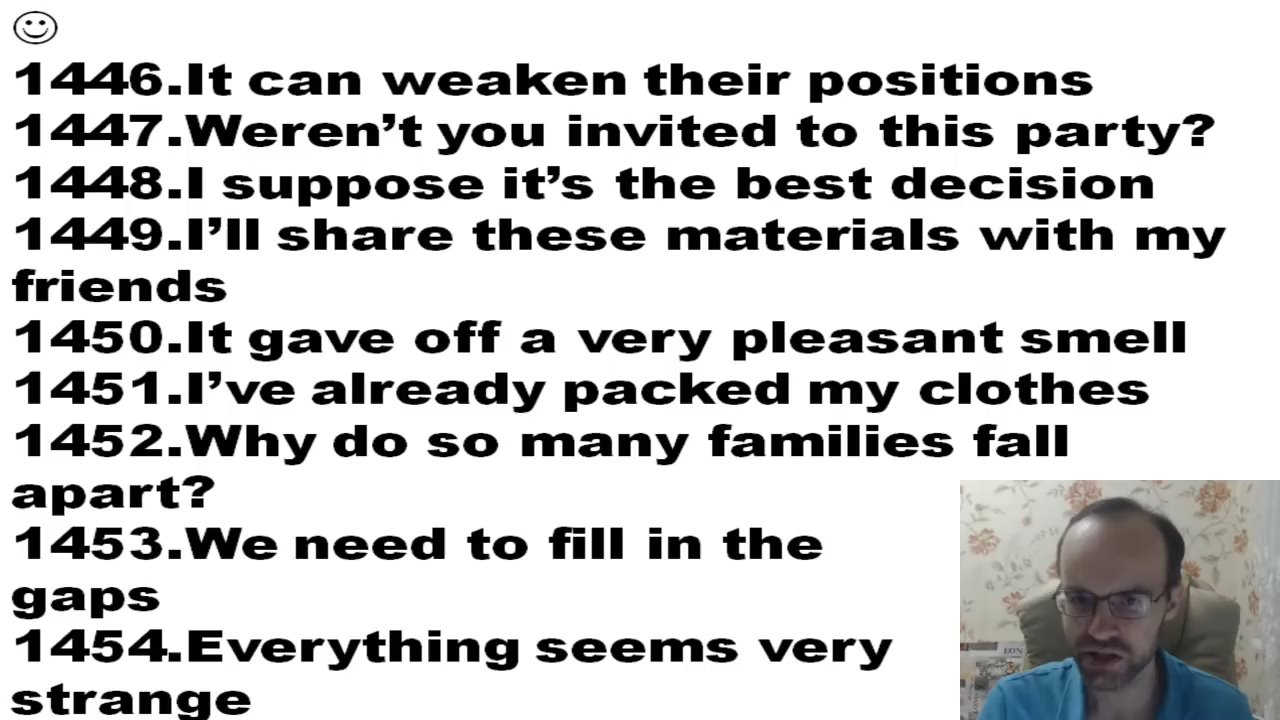 1446.It can weaken their positions
1447.Weren’t you invited to this party?
1448.I suppose it’s the best decision
1449.I’ll share these materials with my
friends
1450.It gave off a very pleasant smell
1451.I’ve already packed my clothes
1452.Why do so many families fall
apart?
1453.We need to fill in the
gaps
1454.Everything seems very
strange